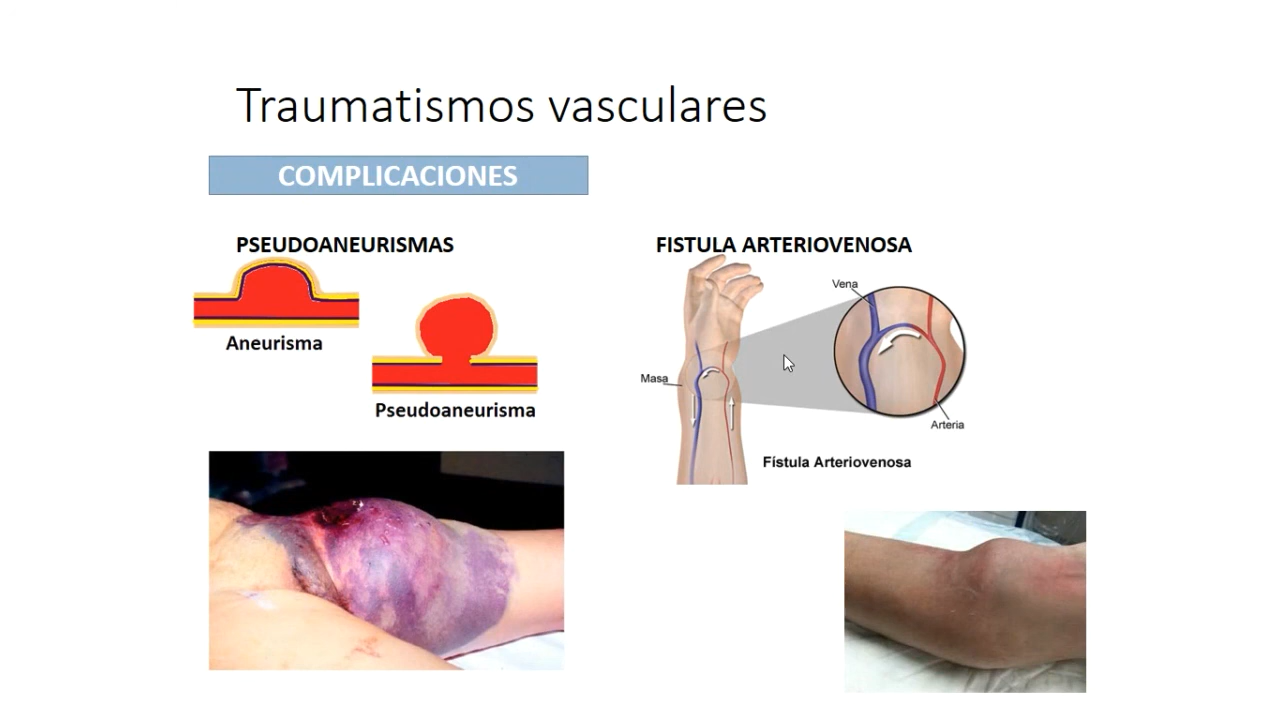 Traumatismos vasculares
COMPLICACIONES
PSEUDOANEURISMAS
Aneurisma
Pseudoaneurisma
FISTULA ARTERIOVENOSA
Vena
Masa
Arteria
Fístula Arteriovenosa